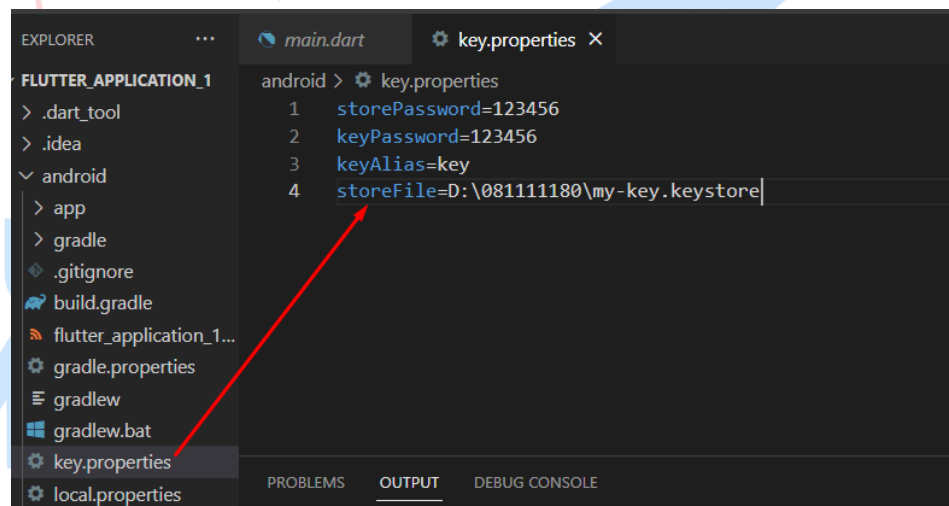 EXPLORER ...
main.dart
key.properties ×
FLUTTER_APPLICATION_1
android > key.properties
> .dart_tool
> .idea
android
> app
> gradle
.gitignore
build.gradle
flutter_application_1...
gradle.properties
gradlew
gradlew.bat
key.properties
local.properties
1 storePassword=123456
2 keyPassword=123456
3 keyAlias=key
4 storeFile=D:\081111180\my-key.keystore
PROBLEMS OUTPUT DEBUG CONSOLE